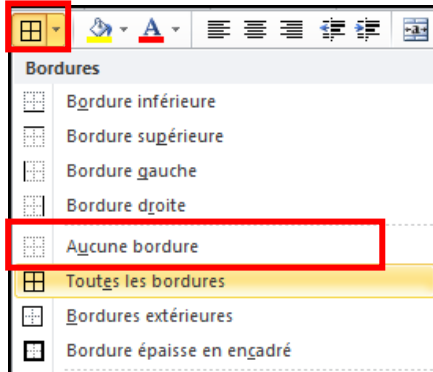 A
a
Bordures
Bordure inférieure
Bordure supérieure
Bordure gauche
Bordure droite
Aucune bordure
Toutes les bordures
Bordures extérieures
Bordure épaisse en encadré